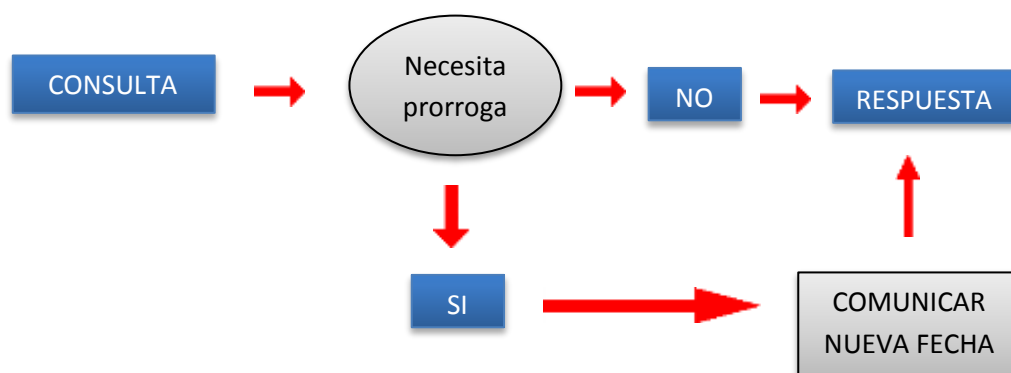 CONSULTA
Necesita
prorroga
NO
RESPUESTA
SI
COMUNICAR
NUEVA FECHA